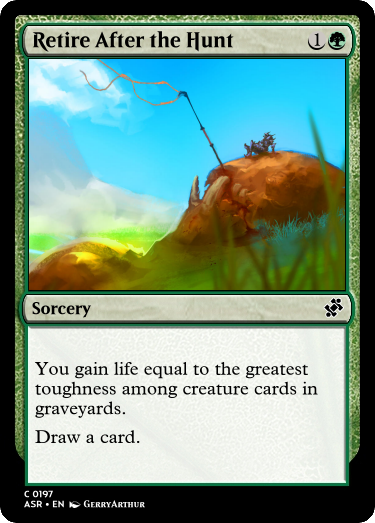 Retire After the Hunt 1
Sorcery
You gain life equal to the greatest
toughness among creature cards in
graveyards.
Draw a card.
C 0197
ASR • EN GerryArthur